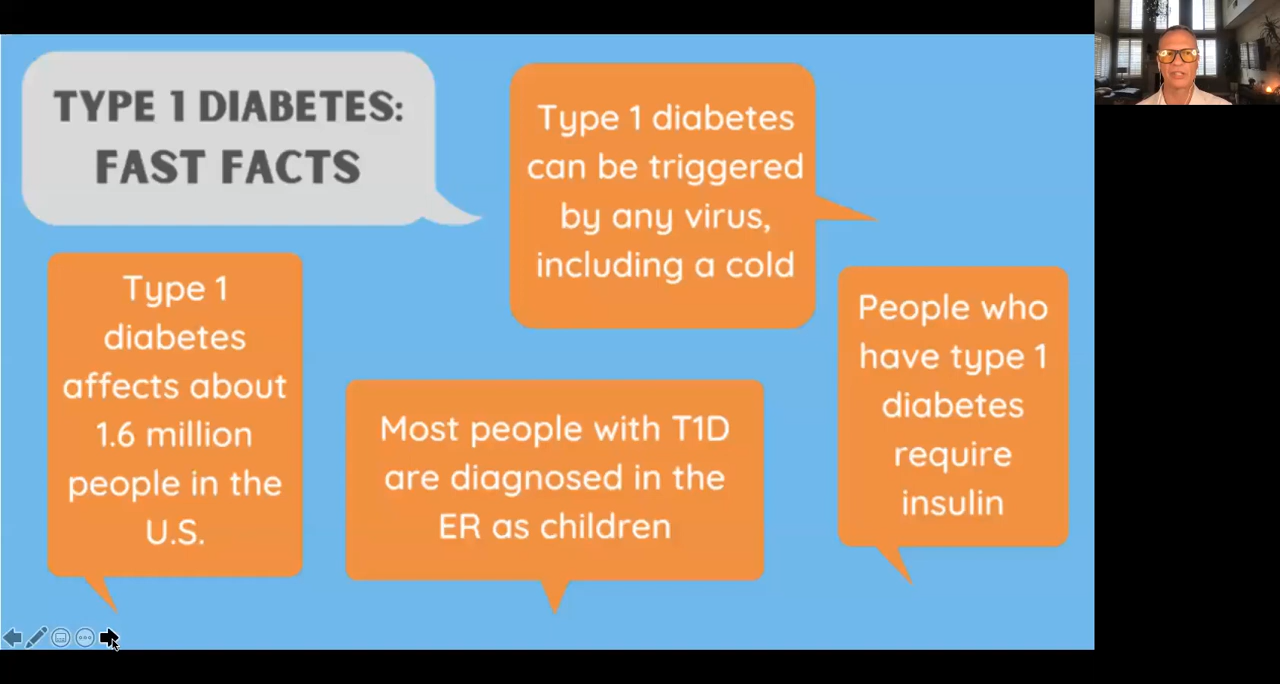 TYPE 1 DIABETES:
FAST FACTS
Type 1 diabetes
can be triggered
by any virus,
including a cold
Type 1
diabetes
affects about
1.6 million
people in the
U.S.
Most people with T1D
are diagnosed in the
ER as children
People who
have type 1
diabetes
require
insulin